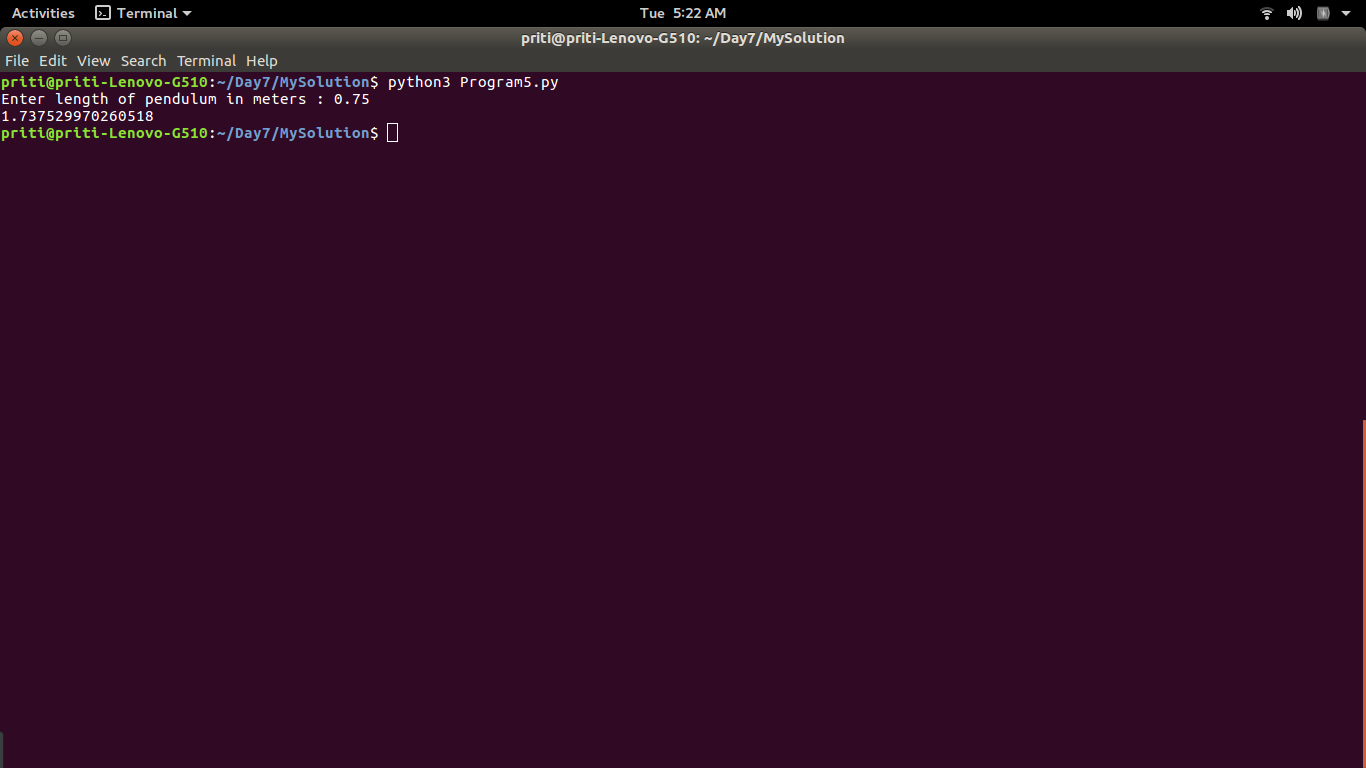 Activities Terminal Tue 5:22 AM
priti@priti-Lenovo-G510: ~/Day7/MySolution
File Edit View Search Terminal Help
priti@priti-Lenovo-G510:~/Day7/MySolution$ python3 Program5.py
Enter length of pendulum in meters : 0.75
1.737529970260518
priti@priti-Lenovo-G510:~/Day7/MySolution$